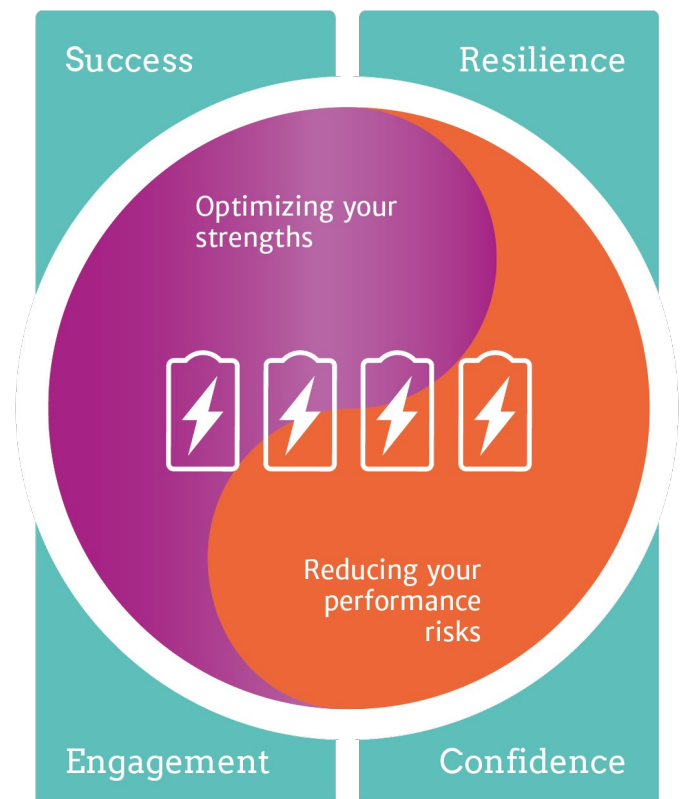 Success
Resilience
Optimizing your
strengths
Reducing your
performance
risks
Engagement
Confidence